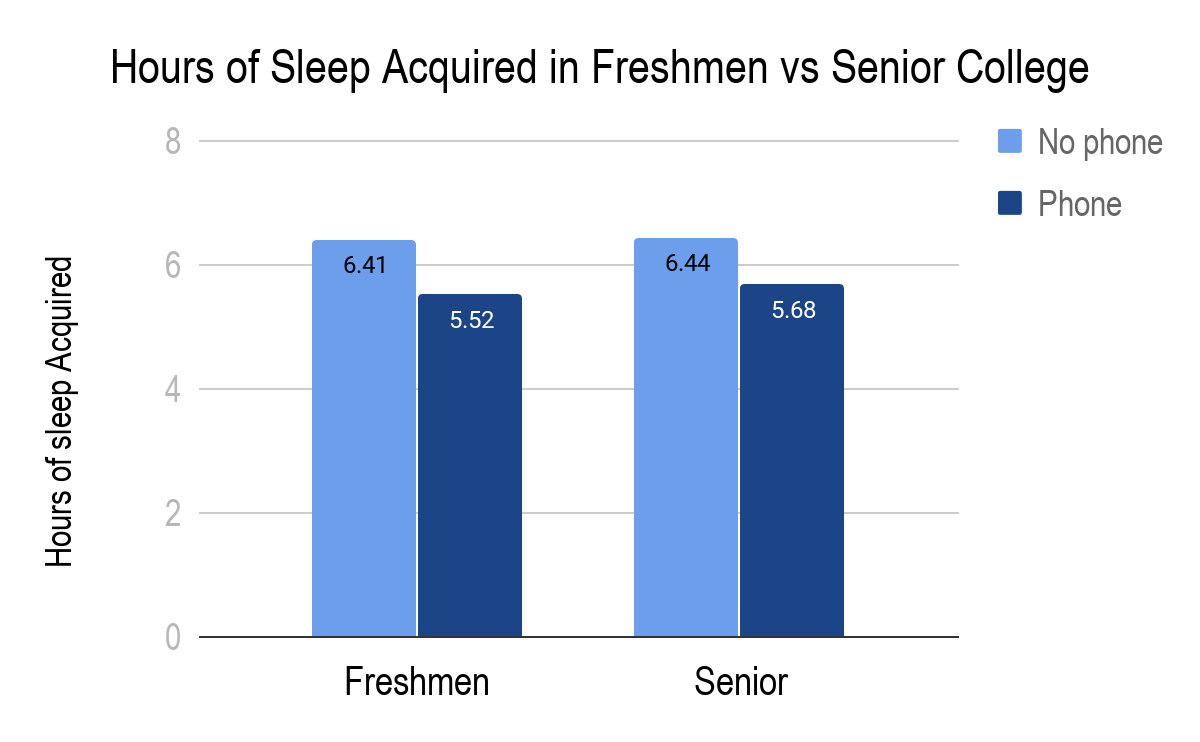 Hours of Sleep Acquired in Freshmen vs Senior College
No phone
Phone
Hours of sleep Acquired
8
6
4
2
0
6.41
5.52
6.44
5.68
Freshmen
Senior